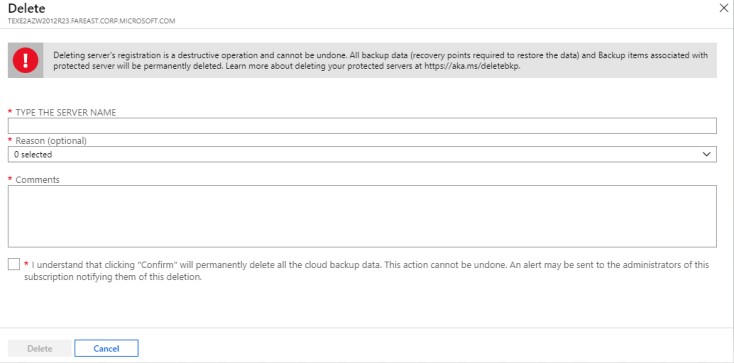 Delete
TEXE2AZW2012R23.FAREAST.CORP.MICROSOFT.COM
Deleting server's registration is a destructive operation and cannot be undone. All backup data (recovery points required to restore the data) and Backup items associated with
protected server will be permanently deleted. Learn more about deleting your protected servers at https://aka.ms/deletebkp.
* TYPE THE SERVER NAME
* Reason (optional)
0 selected
* Comments
* I understand that clicking "Confirm" will permanently delete all the cloud backup data. This action cannot be undone. An alert may be sent to the administrators of this
subscription notifying them of this deletion.
Delete Cancel